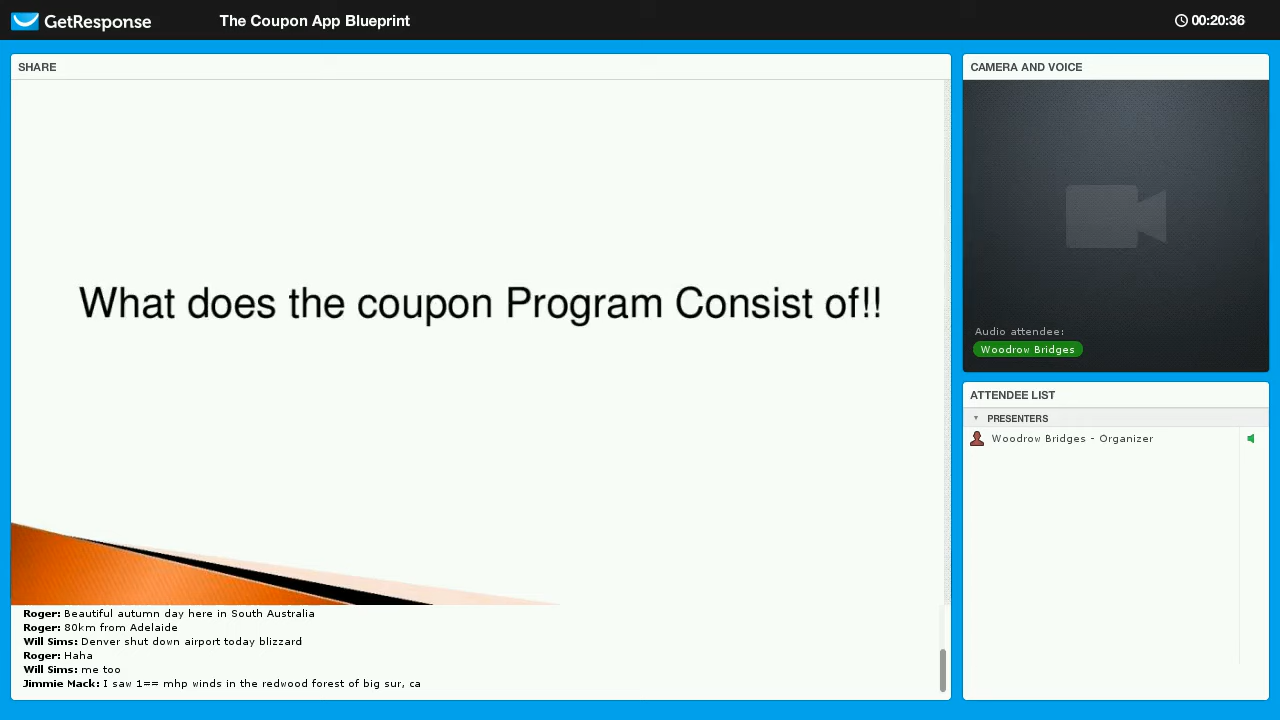 GetResponse
The Coupon App Blueprint
00:20:36
SHARE
What does the coupon Program Consist of!!
Roger: Beautiful autumn day here in South Australia
Roger: 80km from Adelaide
Will Sims: Denver shut down airport today blizzard
Roger: Haha
Will Sims: me too
Jimmie Mack: I saw 1== mhp winds in the redwood forest of big sur, ca
CAMERA AND VOICE
Audio attendee:
Woodrow Bridges
ATTENDEE LIST
PRESENTERS
Woodrow Bridges - Organizer